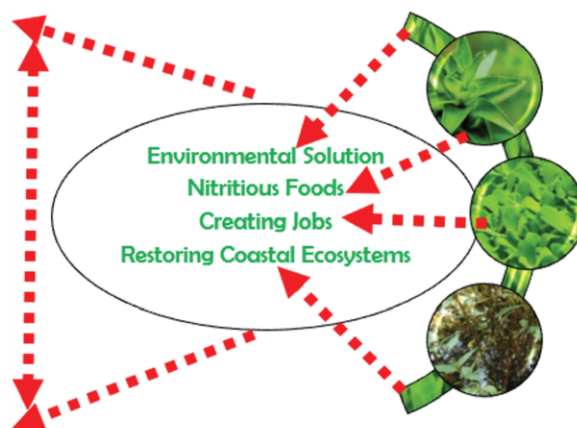 Environmental Solution
Nitritious Foods
Creating Jobs
Restoring Coastal Ecosystems